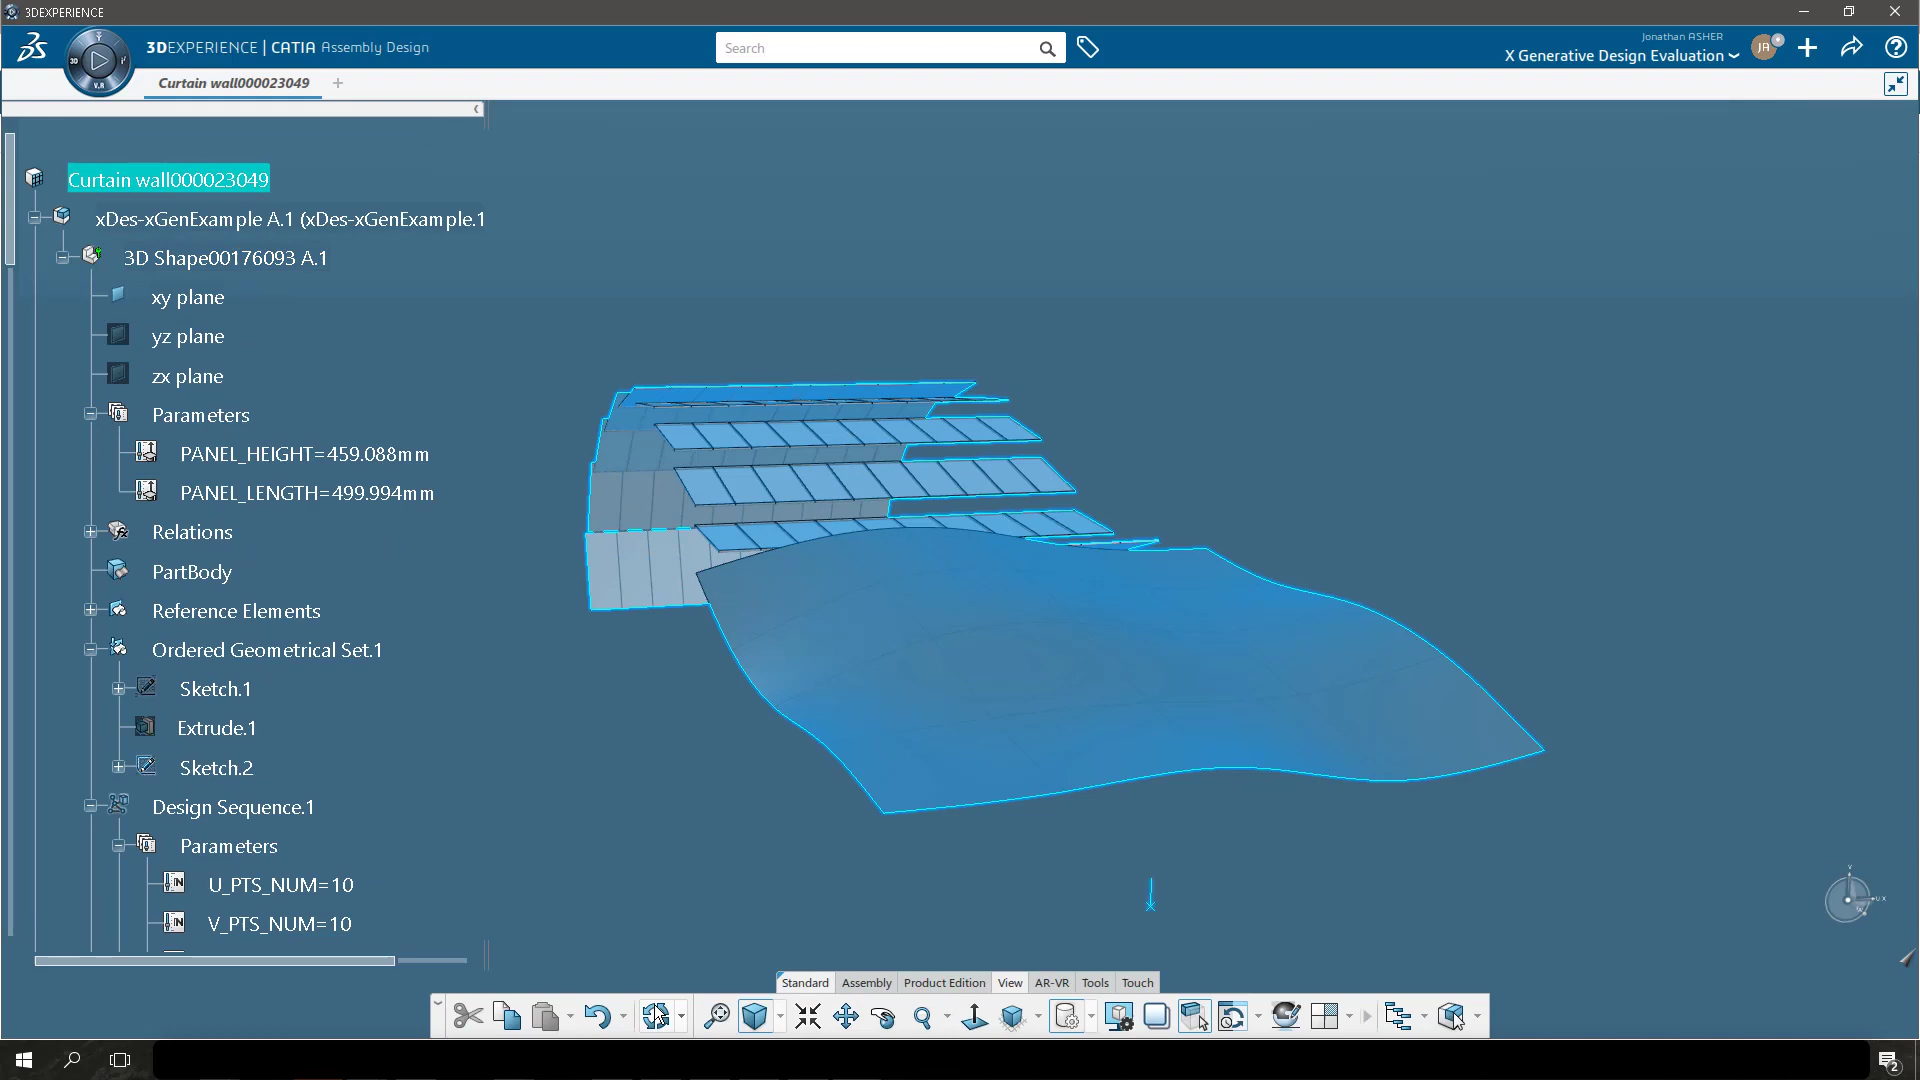 3DEXPERIENCE
3DEXPERIENCE | CATIA Assembly Design
Search
Jonathan ASHER
X Generative Design Evaluation
JA
3D
V.R
Curtain wall000023049
Curtain wall000023049
xDes-xGenExample A.1 (xDes-xGenExample.1
3D Shape00176093 A.1
xy plane
yz plane
zx plane
Parameters
PANEL_HEIGHT=459.088mm
PANEL_LENGTH=499.994mm
Relations
PartBody
Reference Elements
Ordered Geometrical Set.1
Sketch.1
Extrude.1
Sketch.2
Design Sequence.1
Parameters
U_PTS_NUM=10
V_PTS_NUM=10
Standard Assembly Product Edition View AR-VR Tools Touch
2